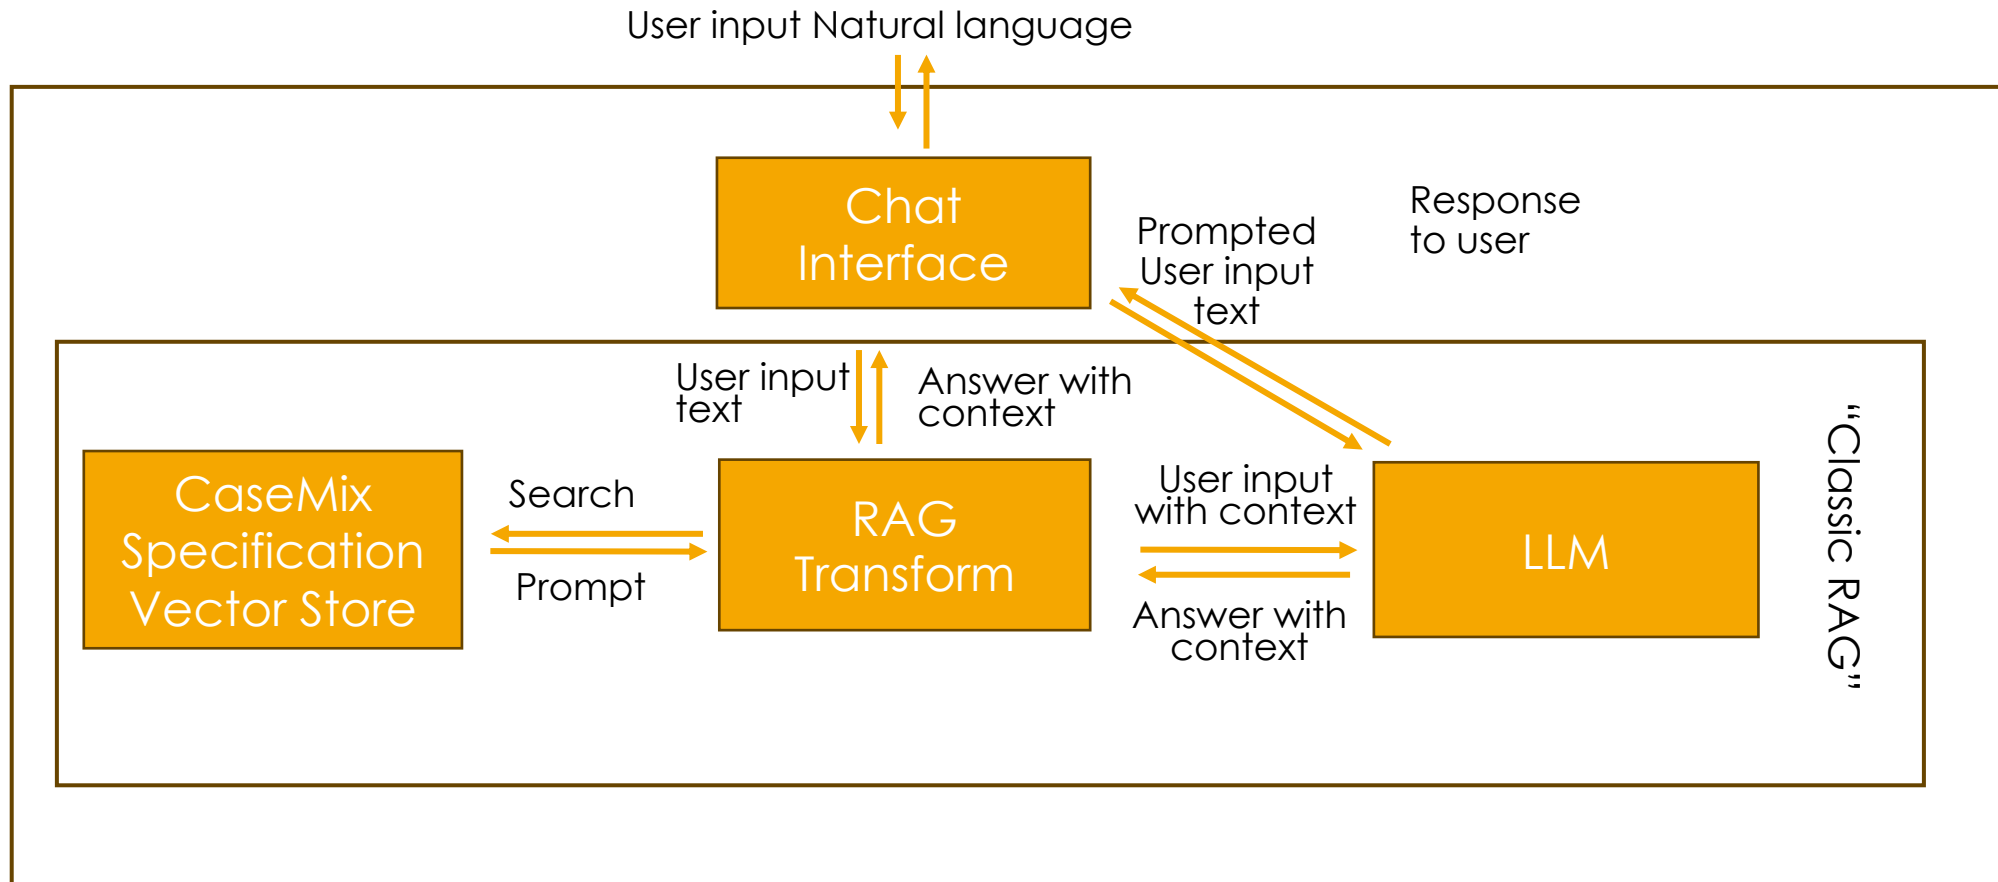 User input Natural language
Chat
Interface
Prompted
User input
text
Response
to user
User input
text
Answer with
context
CaseMix
Specification
Vector Store
Search
Prompt
RAG
Transform
User input
with context
Answer with
context
LLM
“Classic RAG”